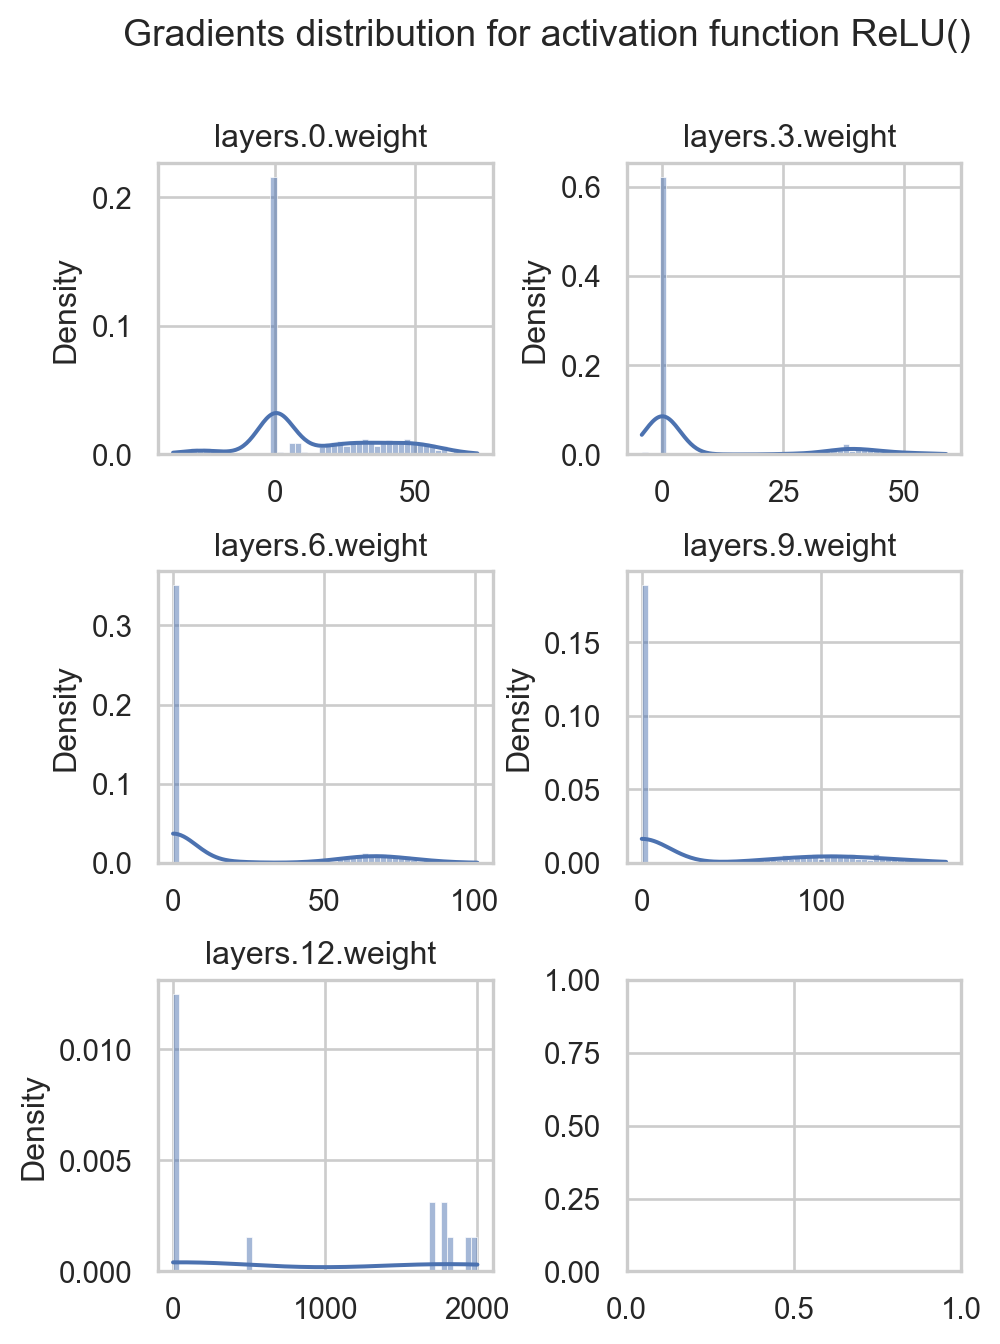 Gradients distribution for activation function ReLU()
layers.0.weight
Density
0.2
0.1
0.0
0 50
layers.3.weight
Density
0.6
0.4
0.2
0.0
0 25 50
layers.6.weight
Density
0.3
0.2
0.1
0.0
0 50 100
layers.9.weight
Density
0.15
0.10
0.05
0.00
0 100
layers.12.weight
Density
0.010
0.005
0.000
0 1000 2000
1.00
0.75
0.50
0.25
0.00
0.0 0.5 1.0